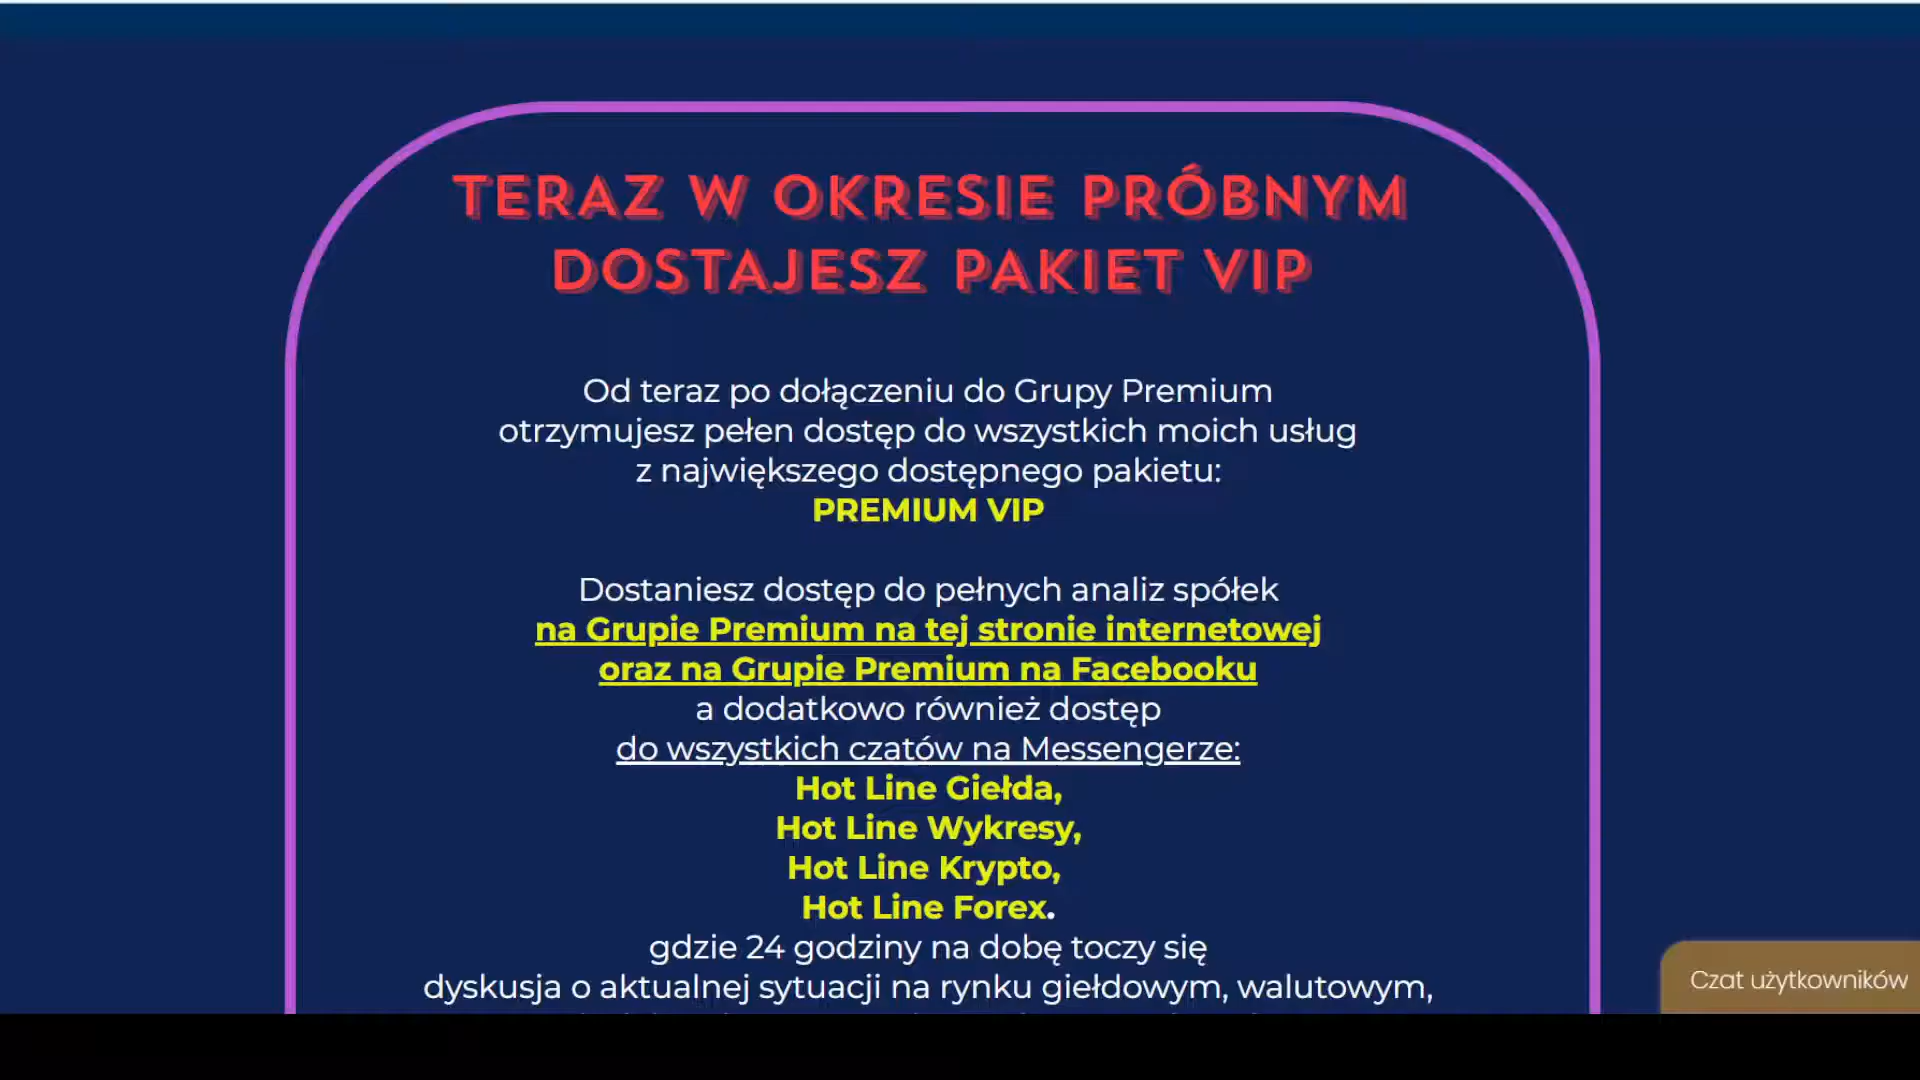 TERAZ W OKRESIE PRÓBNYM
DOSTAJESZ PAKIET VIP
Od teraz po dołączeniu do Grupy Premium
otrzymujesz pełen dostęp do wszystkich moich usług
z największego dostępnego pakietu:
PREMIUM VIP
Dostaniesz dostęp do pełnych analiz spółek
na Grupie Premium na tej stronie internetowej
oraz na Grupie Premium na Facebooku
a dodatkowo również dostęp
do wszystkich czatów na Messengerze:
Hot Line Giełda,
Hot Line Wykresy,
Hot Line Krypto,
Hot Line Forex.
gdzie 24 godziny na dobę toczy się
dyskusja o aktualnej sytuacji na rynku giełdowym, walutowym,
Czat użytkowników